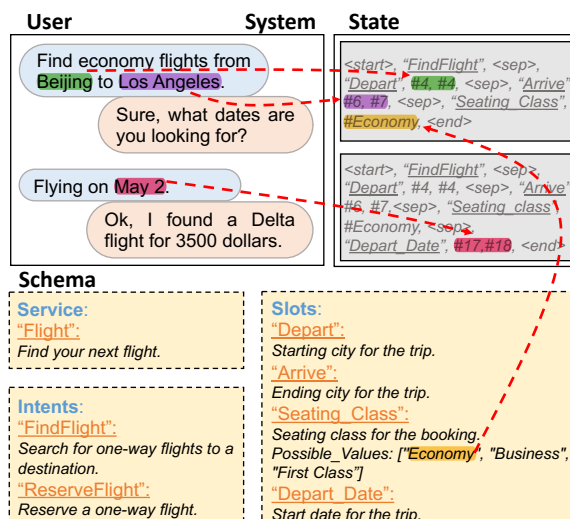 User System State
Find economy flights from
Beijing to Los Angeles.
Sure, what dates are
you looking for?
Flying on May 2.
Ok, I found a Delta
flight for 3500 dollars.
<start>, “FindFlight”, <sep>,
“Depart”, #4, #4, <sep>, “Arrive”
#6, #7, <sep>, “Seating_Class”,
#Economy, <end>
<start>, “FindFlight”, <sep>,
“Depart”, #4, #4, <sep>, “Arrive”
#6, #7,<sep>, “Seating_class”,
#Economy, <sep>
“Depart_Date”, #17,#18, <end>
Schema
Service:
“Flight”:
Find your next flight.
Intents:
“FindFlight”:
Search for one-way flights to a
destination.
“ReserveFlight”:
Reserve a one-way flight.
Slots:
“Depart”:
Starting city for the trip.
“Arrive”:
Ending city for the trip.
“Seating_Class”:
Seating class for the booking.
Possible_Values: ["Economy", "Business",
"First Class”]
“Depart_Date”:
Start date for the trip.